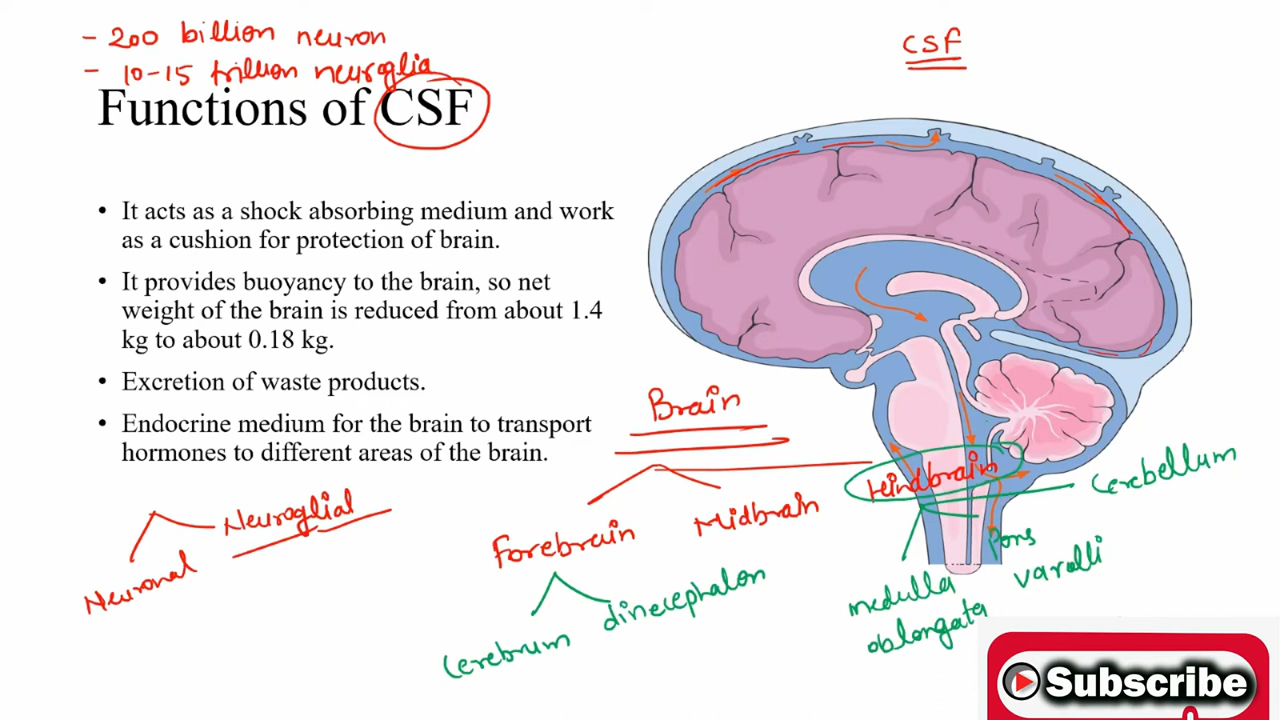 - 200 billion neuron
- 10-15 trillion neuroglia
csf
Functions of CSF
• It acts as a shock absorbing medium and work
as a cushion for protection of brain.
• It provides buoyancy to the brain, so net
weight of the brain is reduced from about 1.4
kg to about 0.18 kg.
• Excretion of waste products.
• Endocrine medium for the brain to transport
hormones to different areas of the brain.
Neuroglial
Neuronal
Brain
Forebrain
Midbrain
Hindbrain
Cerebrum
dinecephalon
Cerebellum
medulla
oblongata
Pons
varolli
Subscribe